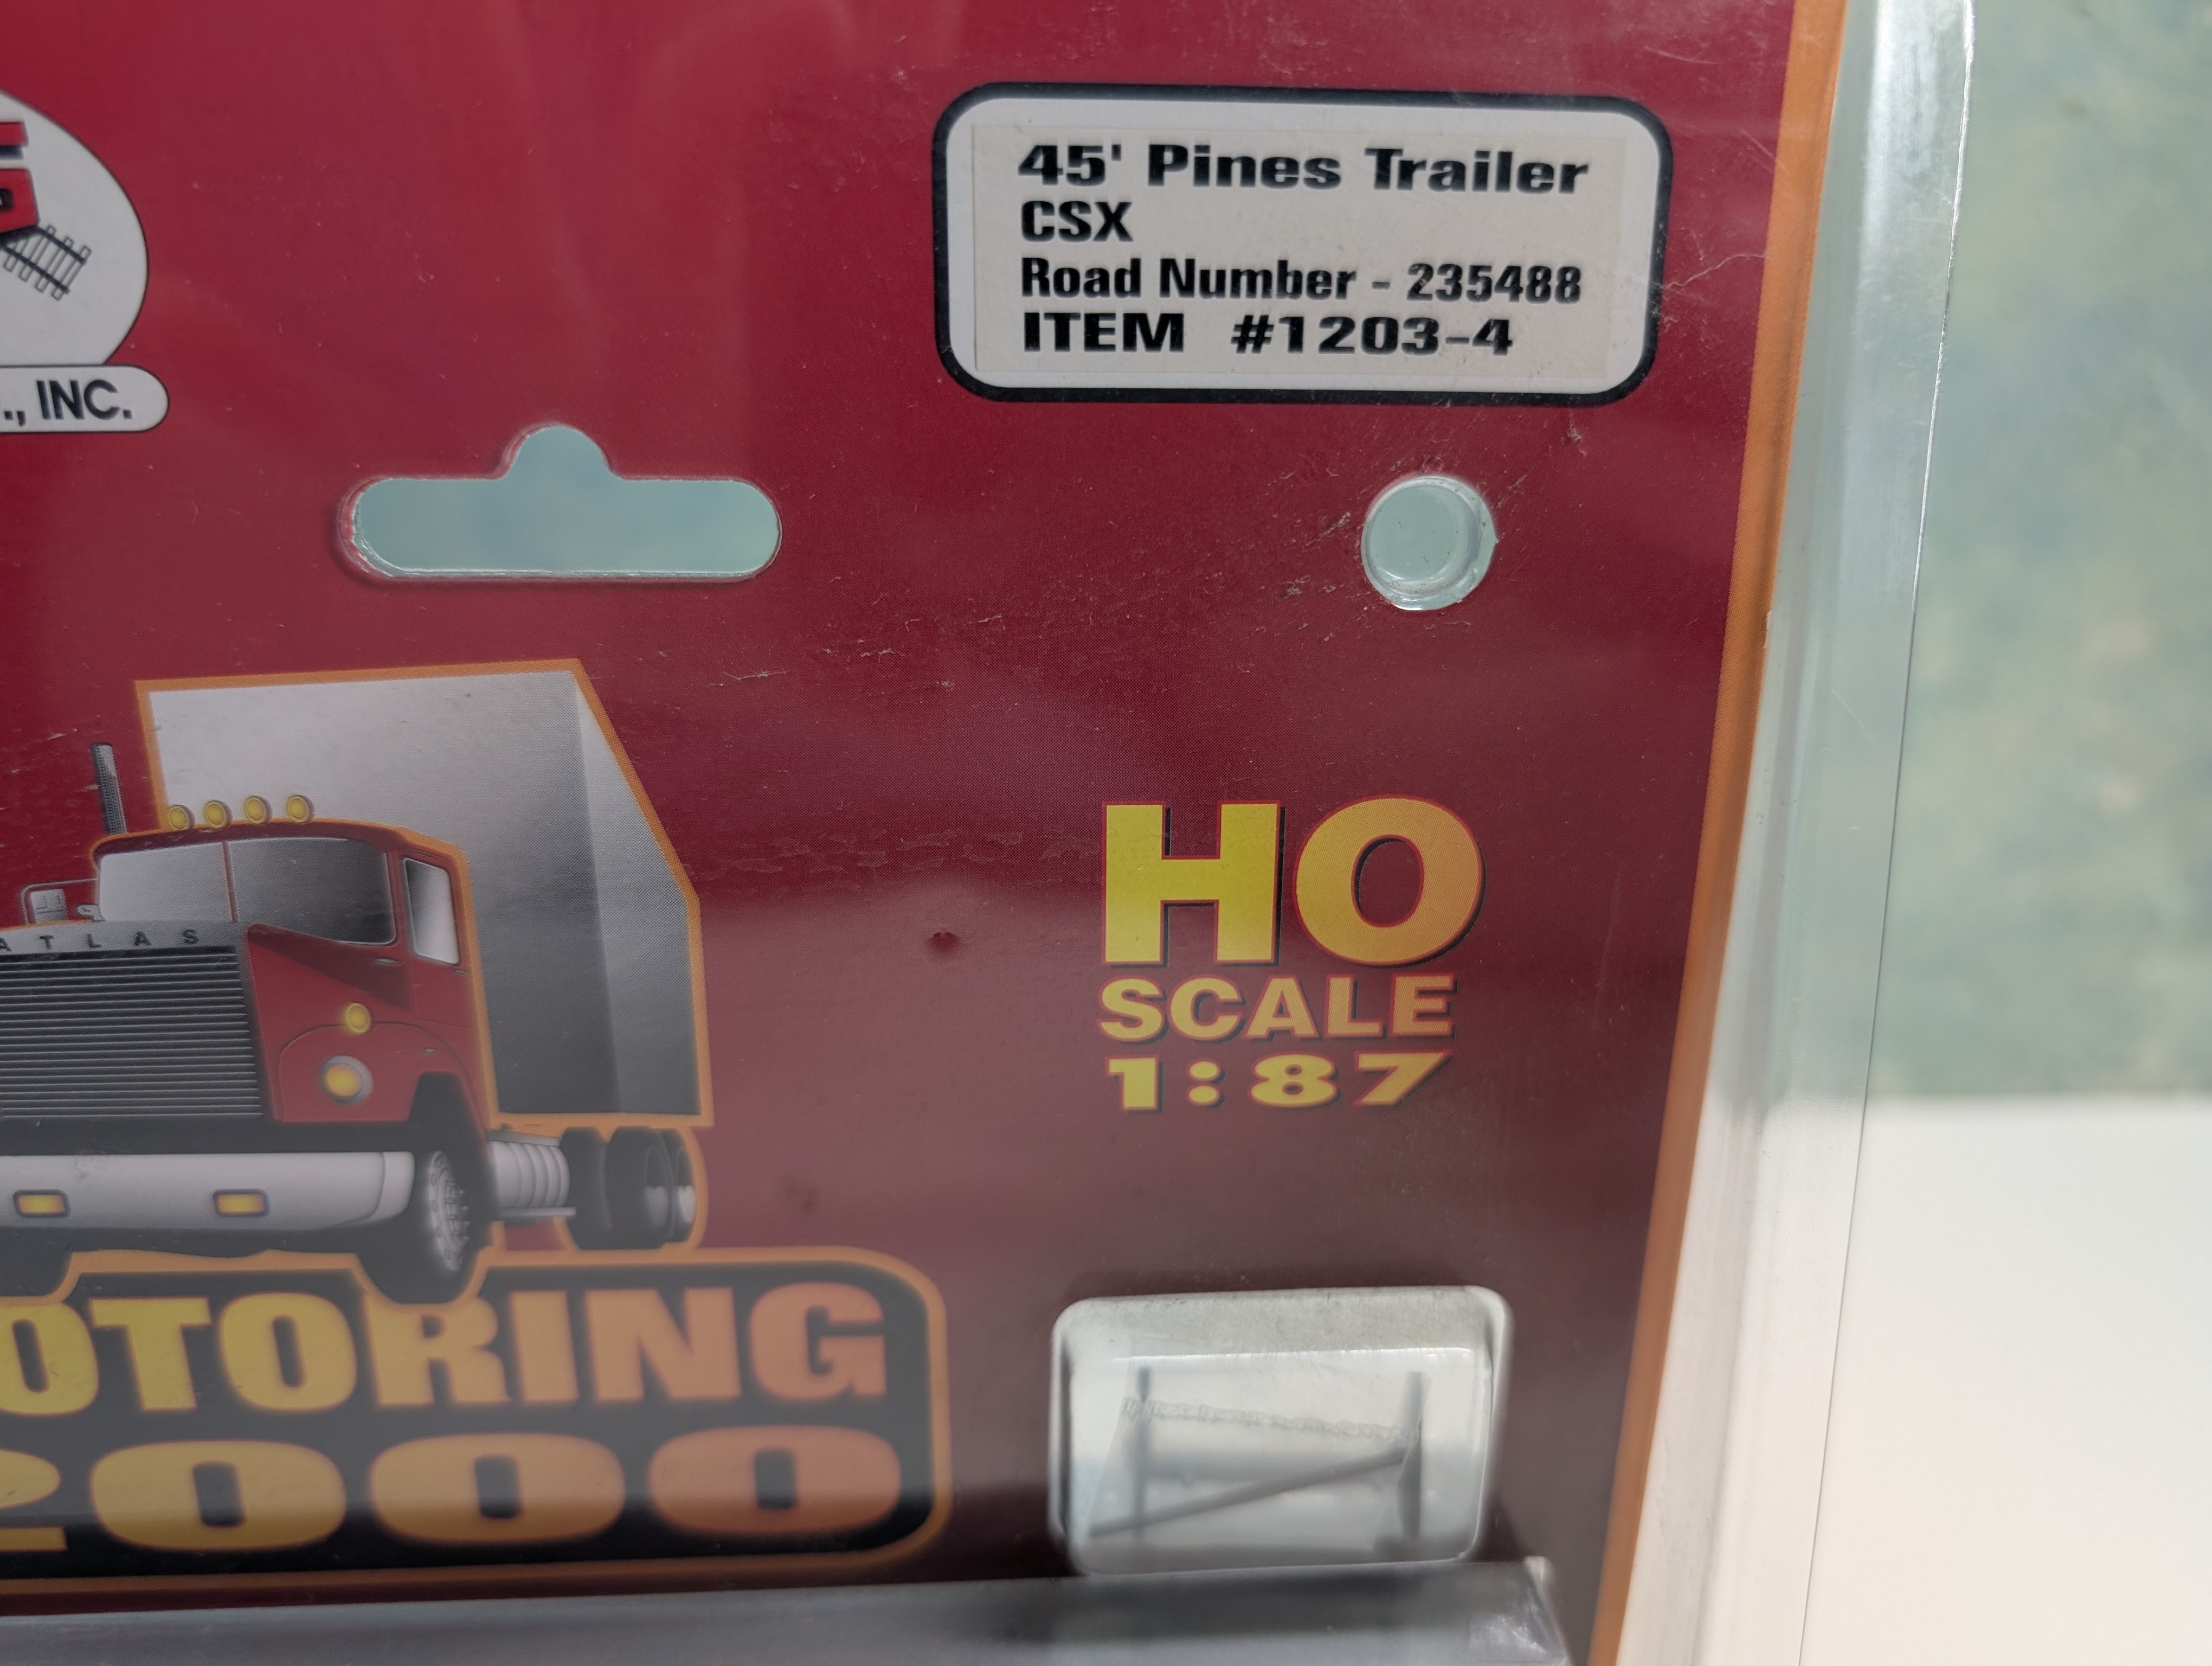 45' Pines Trailer
CSX
Road Number - 235488
ITEM #1203-4
., INC.
HO
SCALE
1:87
ATLAS
OTORING
2000